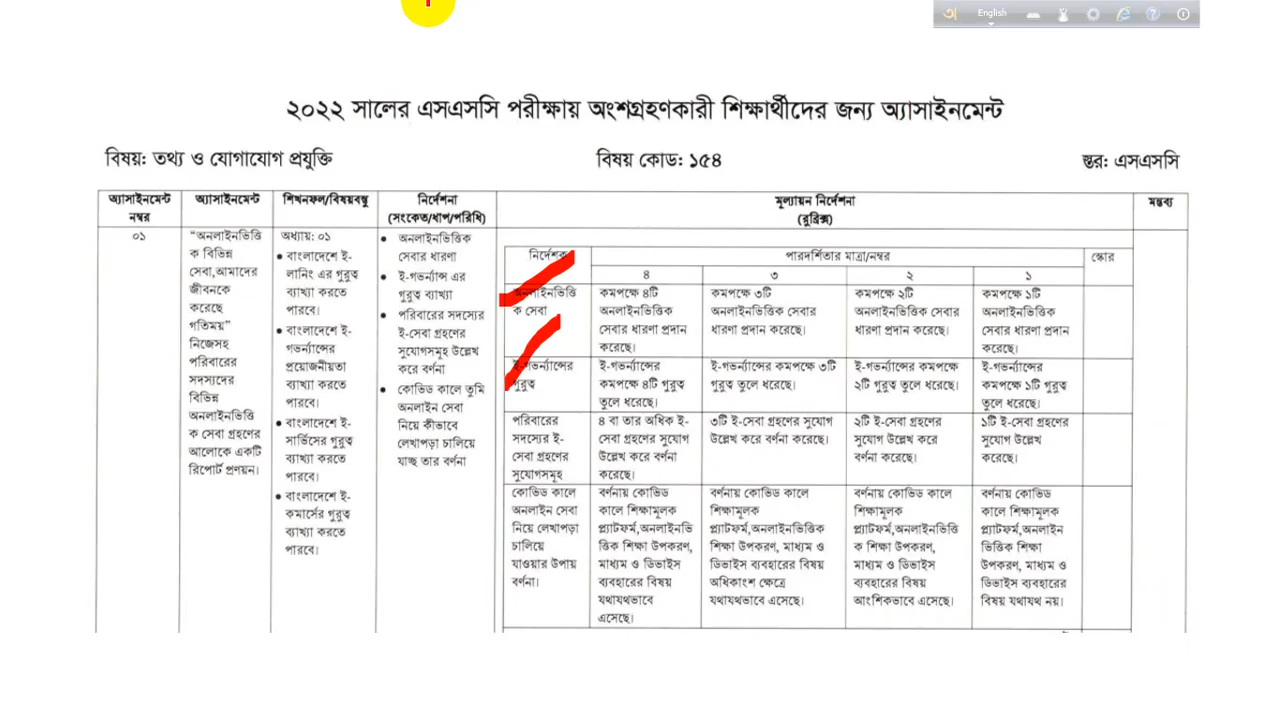 English
২০২২ সালের এসএসসি পরীক্ষায় অংশগ্রহণকারী শিক্ষার্থীদের জন্য অ্যাসাইনমেন্ট
বিষয়: তথ্য ও যোগাযোগ প্রযুক্তি
বিষয় কোড: ১৫৪
স্তর: এসএসসি
অ্যাসাইনমেন্ট
নম্বর
অ্যাসাইনমেন্ট
শিখনফল/বিষয়বস্তু
নির্দেশনা
(সংকেত/ধাপ/পরিধি)
মূল্যায়ন নির্দেশনা
(রুব্রিক্স)
মন্তব্য
০১
“অনলাইনভিত্তি
ক বিভিন্ন
সেবা,আমাদের
জীবনকে
করেছে
গতিময়”
নিজেসহ
পরিবারের
সদস্যদের
বিভিন্ন
অনলাইনভিত্তি
ক সেবা গ্রহণের
আলোকে একটি
রিপোর্ট প্রণয়ন।
অধ্যায়: ০১
• বাংলাদেশে ই-
লার্নিং এর গুরুত্ব
ব্যাখ্যা করতে
পারবে।
• বাংলাদেশে ই-
গভর্ন্যান্সের
প্রয়োজনীয়তা
ব্যাখ্যা করতে
পারবে।
• বাংলাদেশে ই-
সার্ভিসের গুরুত্ব
ব্যাখ্যা করতে
পারবে।
• বাংলাদেশে ই-
কমার্সের গুরুত্ব
ব্যাখ্যা করতে
পারবে।
• অনলাইনভিত্তিক
সেবার ধারণা
• ই-গভর্ন্যান্স এর
গুরুত্ব ব্যাখ্যা
• পরিবারের সদস্যের
ই-সেবা গ্রহণের
সুযোগসমূহ উল্লেখ
করে বর্ণনা
• কোভিড কালে তুমি
অনলাইন সেবা
নিয়ে কীভাবে
লেখাপড়া চালিয়ে
যাচ্ছ তার বর্ণনা
নির্দেশক
পারদর্শিতার মাত্রা/নম্বর
স্কোর
৪
৩
২
১
অনলাইনভিত্তি
ক সেবা
কমপক্ষে ৪টি
অনলাইনভিত্তিক
সেবার ধারণা প্রদান
করেছে।
কমপক্ষে ৩টি
অনলাইনভিত্তিক সেবার
ধারণা প্রদান করেছে।
কমপক্ষে ২টি
অনলাইনভিত্তিক সেবার
ধারণা প্রদান করেছে।
কমপক্ষে ১টি
অনলাইনভিত্তিক
সেবার ধারণা প্রদান
করেছে।
ই-গভর্ন্যান্সের
গুরুত্ব
ই-গভর্ন্যান্সের
কমপক্ষে ৪টি গুরুত্ব
তুলে ধরেছে।
ই-গভর্ন্যান্সের কমপক্ষে ৩টি
গুরুত্ব তুলে ধরেছে।
ই-গভর্ন্যান্সের কমপক্ষে
২টি গুরুত্ব তুলে ধরেছে।
ই-গভর্ন্যান্সের
কমপক্ষে ১টি গুরুত্ব
তুলে ধরেছে।
পরিবারের
সদস্যের ই-
সেবা গ্রহণের
সুযোগসমূহ
৪ বা তার অধিক ই-
সেবা গ্রহণের সুযোগ
উল্লেখ করে বর্ণনা
করেছে।
৩টি ই-সেবা গ্রহণের সুযোগ
উল্লেখ করে বর্ণনা করেছে।
২টি ই-সেবা গ্রহণের
সুযোগ উল্লেখ করে
বর্ণনা করেছে।
১টি ই-সেবা গ্রহণের
সুযোগ উল্লেখ
করেছে।
কোভিড কালে
অনলাইন সেবা
নিয়ে লেখাপড়া
চালিয়ে
যাওয়ার উপায়
বর্ণনা।
বর্ণনায় কোভিড
কালে শিক্ষামূলক
প্ল্যাটফর্ম,অনলাইনভি
ত্তিক শিক্ষা উপকরণ,
মাধ্যম ও ডিভাইস
ব্যবহারের বিষয়
যথাযথভাবে
এসেছে।
বর্ণনায় কোভিড কালে
শিক্ষামূলক
প্ল্যাটফর্ম,অনলাইনভিত্তিক
শিক্ষা উপকরণ, মাধ্যম ও
ডিভাইস ব্যবহারের বিষয়
অধিকাংশ ক্ষেত্রে
যথাযথভাবে এসেছে।
বর্ণনায় কোভিড কালে
শিক্ষামূলক
প্ল্যাটফর্ম,অনলাইনভিত্তি
ক শিক্ষা উপকরণ,
মাধ্যম ও ডিভাইস
ব্যবহারের বিষয়
আংশিকভাবে এসেছে।
বর্ণনায় কোভিড
কালে শিক্ষামূলক
প্ল্যাটফর্ম,অনলাইন
ভিত্তিক শিক্ষা
উপকরণ, মাধ্যম ও
ডিভাইস ব্যবহারের
বিষয় যথাযথ নয়।